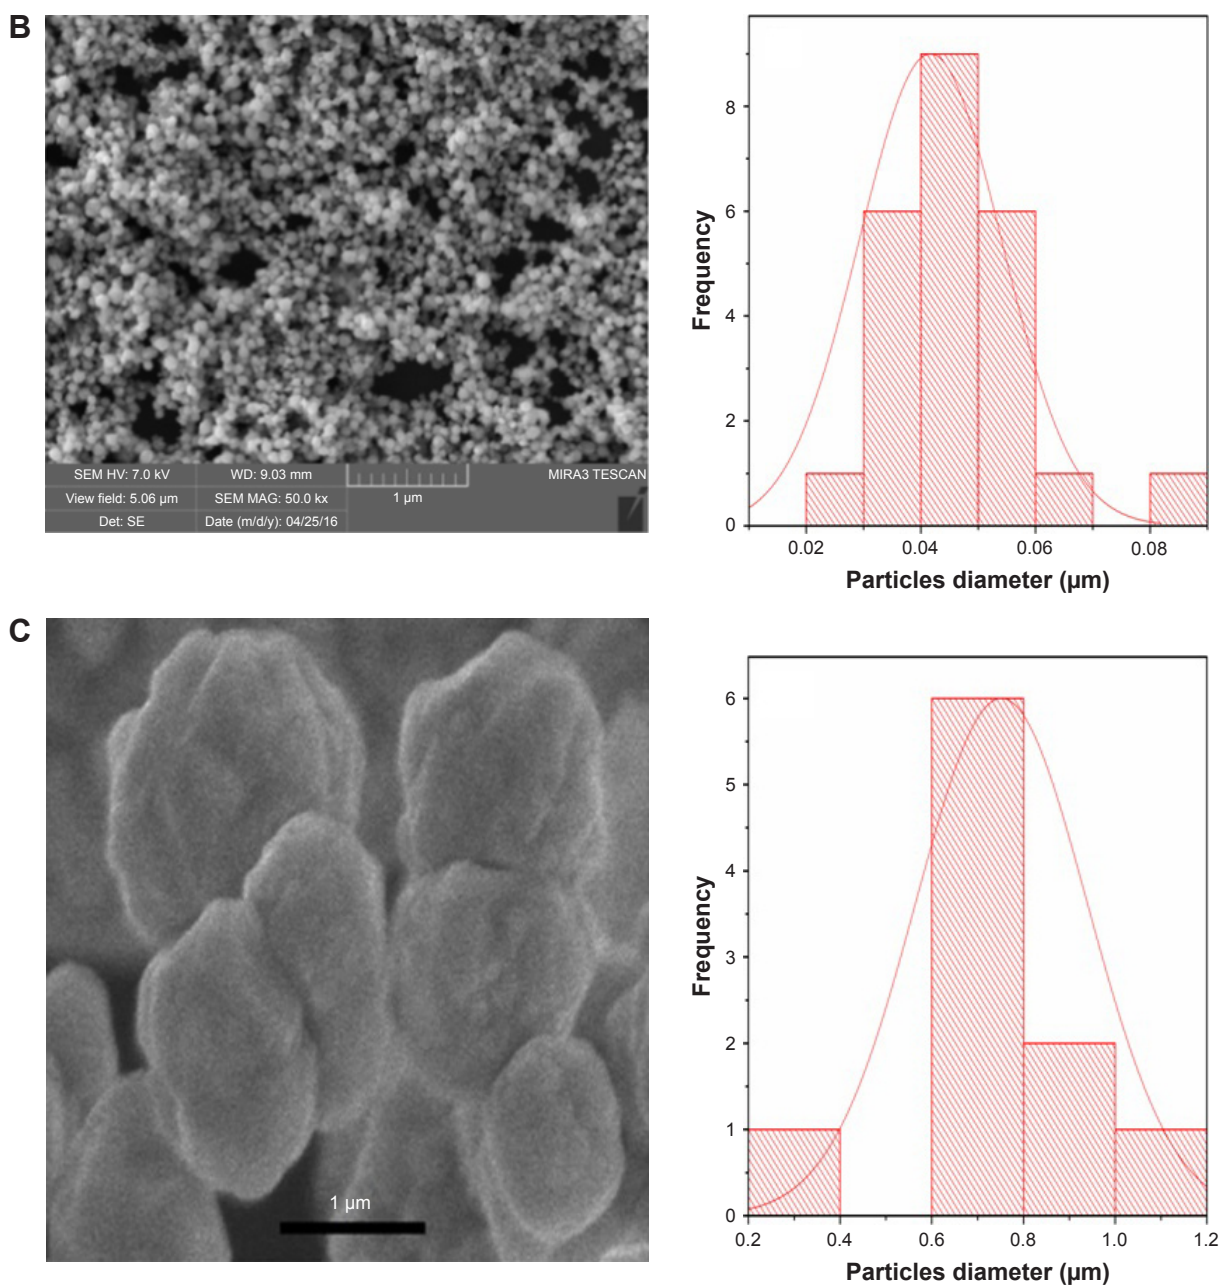 B
SEM HV: 7.0 kV
WD: 9.03 mm
MIRA3 TESCAN
View field: 5.06 µm
SEM MAG: 50.0 kx
1 µm
Det: SE
Date (m/d/y): 04/25/16
Frequency
8
6
4
2
0
0.02
0.04
0.06
0.08
Particles diameter (µm)
C
1 µm
Frequency
6
5
4
3
2
1
0
0.2
0.4
0.6
0.8
1.0
1.2
Particles diameter (µm)